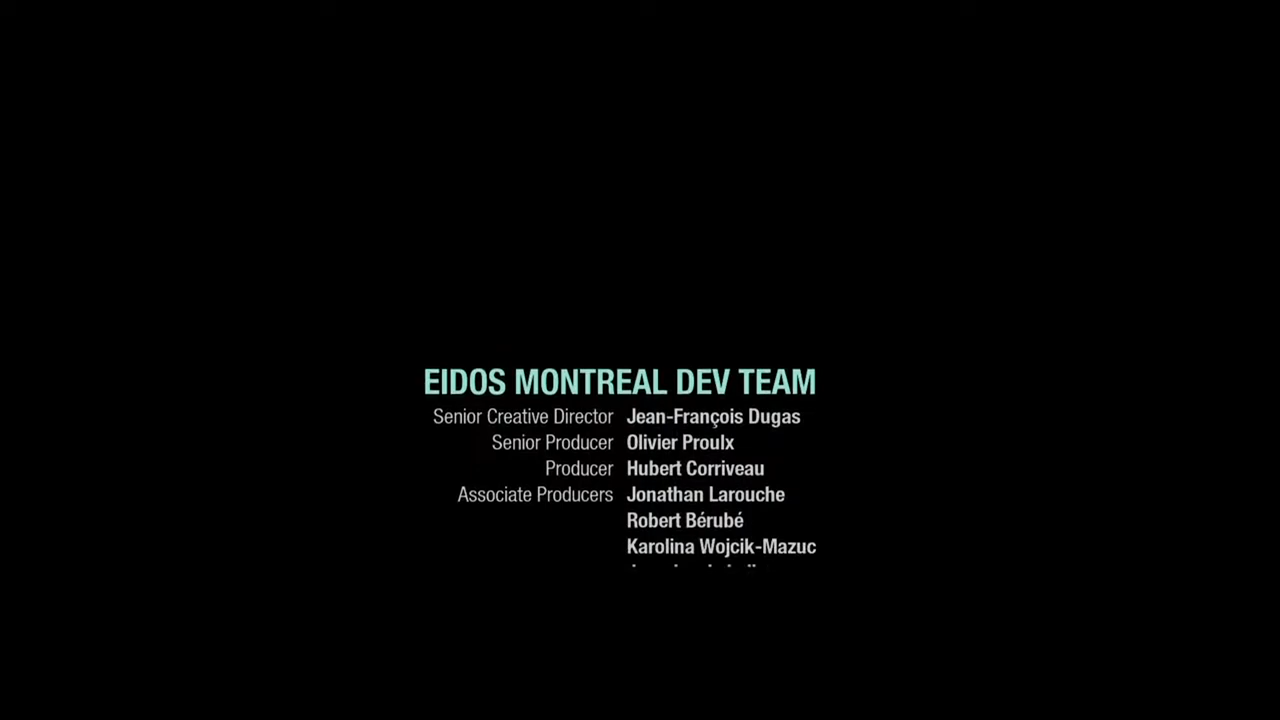 EIDOS MONTREAL DEV TEAM
Senior Creative Director Jean-François Dugas
Senior Producer Olivier Proulx
Producer Hubert Corriveau
Associate Producers Jonathan Larouche
Robert Bérubé
Karolina Wojcik-Mazuc